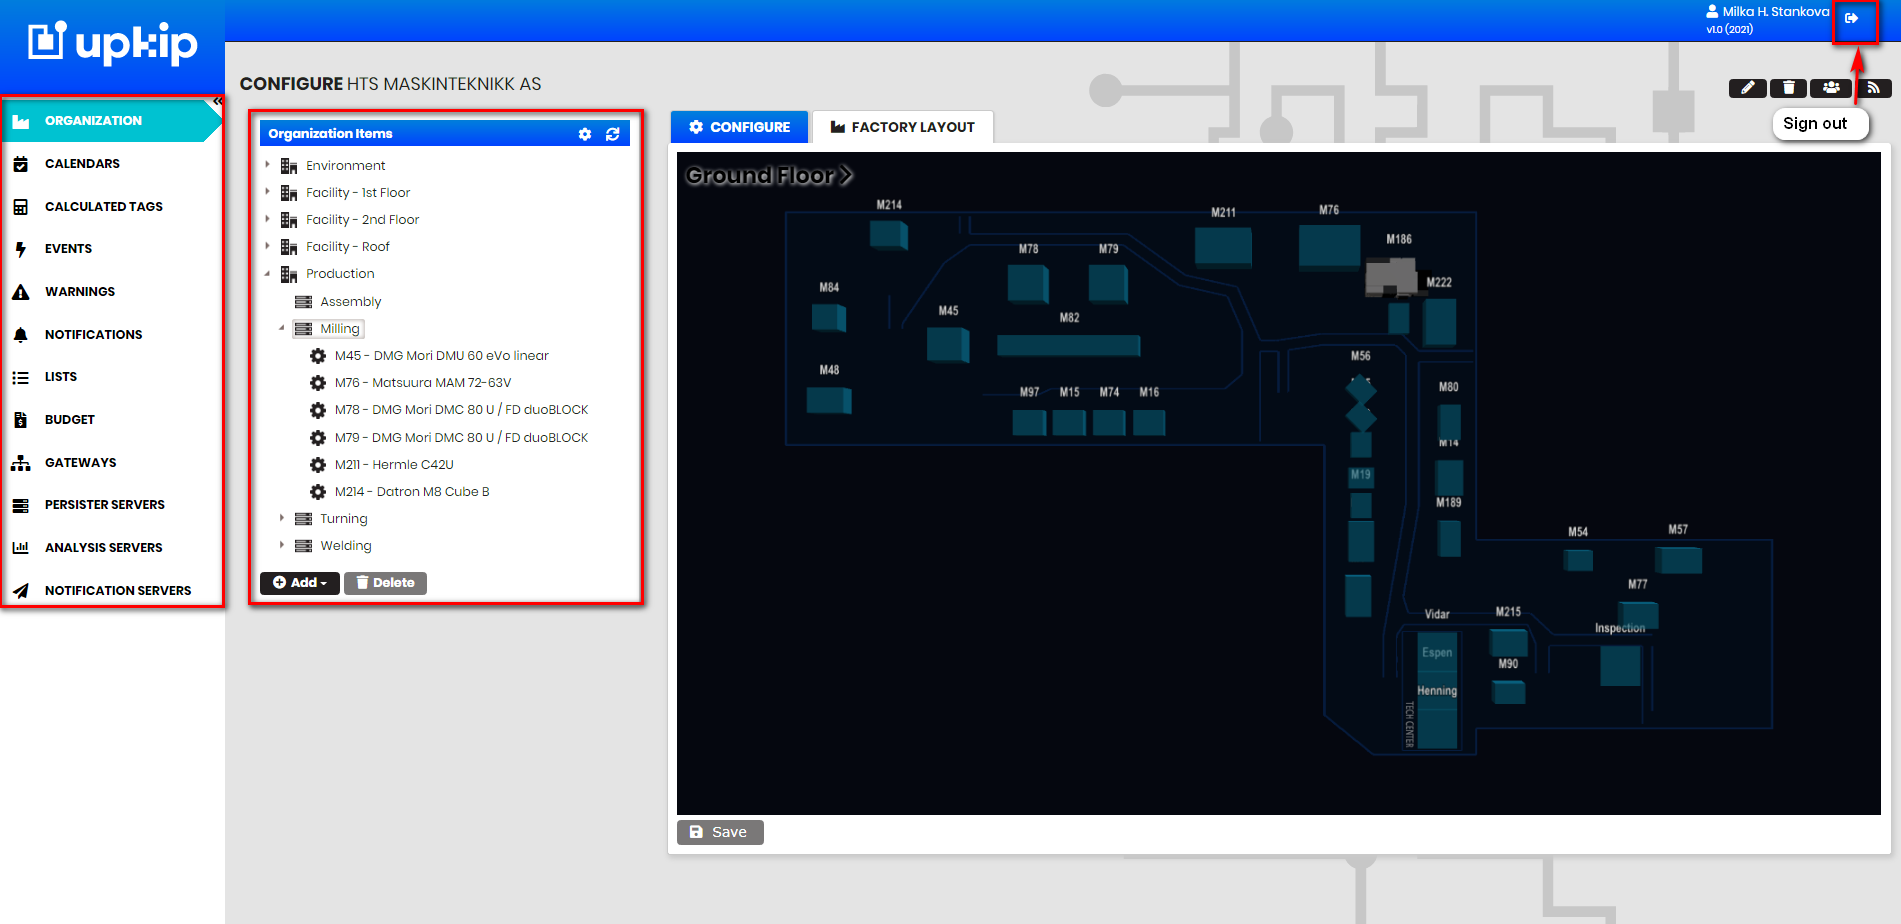 upkip
Milka H. Stankova
v1.0 (2021)
Sign out
CONFIGURE HTS MASKINTEKNIKK AS
ORGANIZATION
CALENDARS
CALCULATED TAGS
EVENTS
WARNINGS
NOTIFICATIONS
LISTS
BUDGET
GATEWAYS
PERSISTER SERVERS
ANALYSIS SERVERS
NOTIFICATION SERVERS
Organization Items
Environment
Facility - 1st Floor
Facility - 2nd Floor
Facility - Roof
Production
Assembly
Milling
M45 - DMG Mori DMU 60 eVo linear
M76 - Matsuura MAM 72-63V
M78 - DMG Mori DMC 80 U / FD duoBLOCK
M79 - DMG Mori DMC 80 U / FD duoBLOCK
M211 - Hermle C42U
M214 - Datron M8 Cube B
Turning
Welding
Add
Delete
CONFIGURE
FACTORY LAYOUT
Ground Floor
M214
M211
M76
M186
M78
M79
M222
M84
M45
M82
M56
M48
M80
M97
M15
M74
M16
M14
M19
M189
M54
M57
M77
M215
Vidar
Inspection
Espen
M90
Henning
TECH CENTER
Save